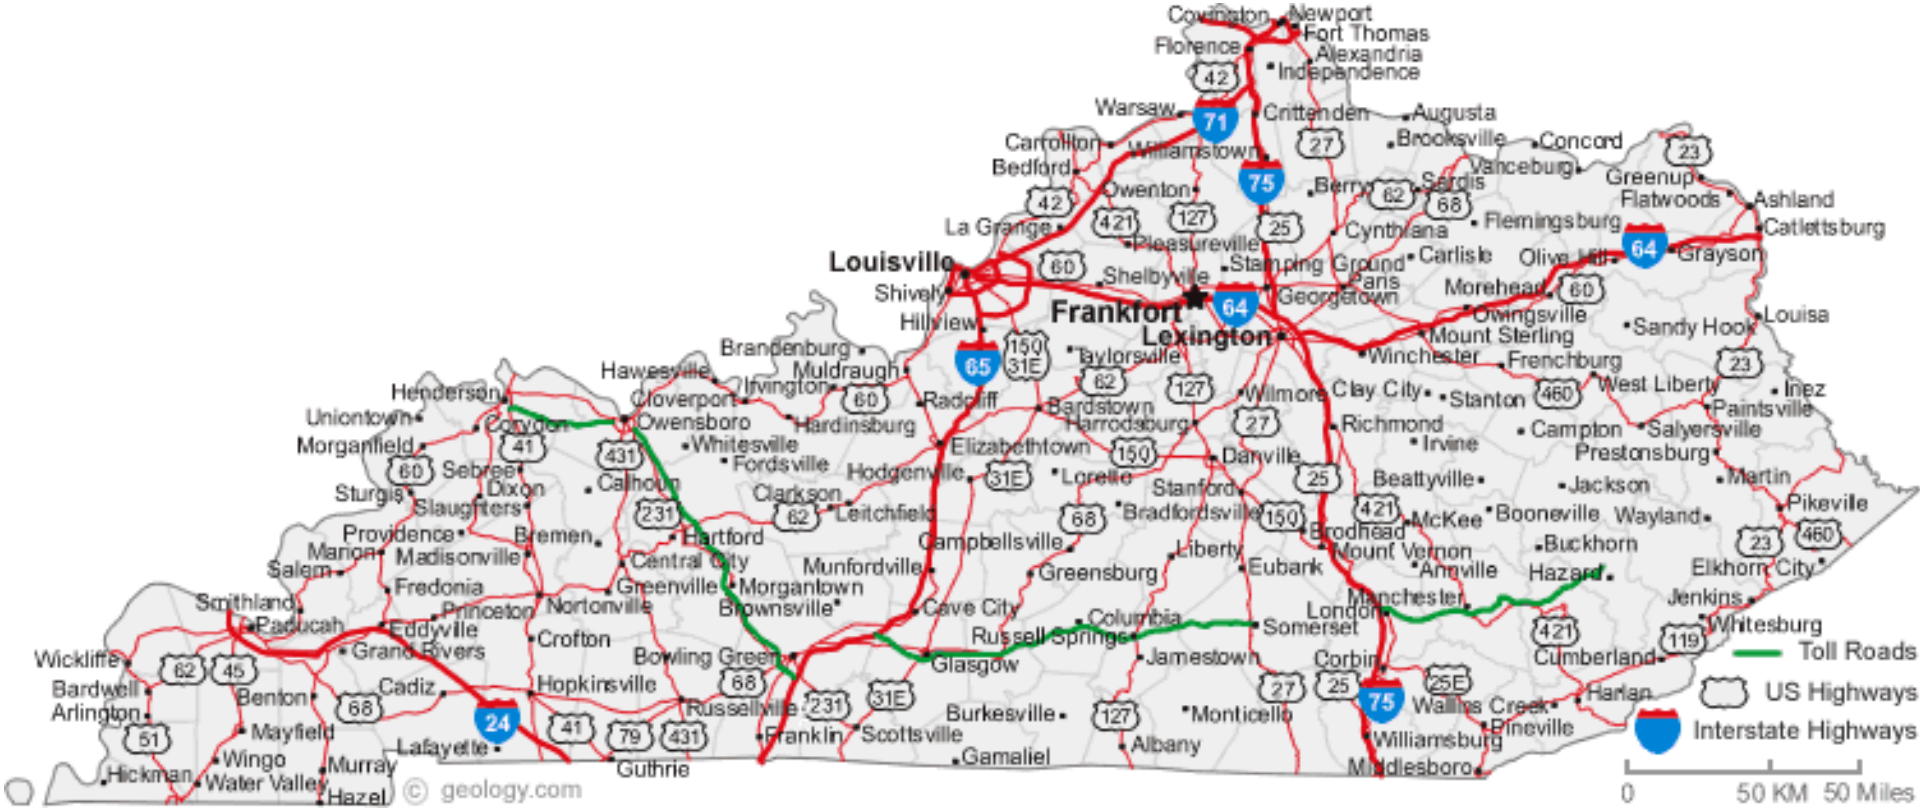 Covington
Newport
Fort Thomas
Florence
Alexandria
Independence
42
Warsaw
71
Crittenden
Augusta
Carrollton
Williamstown
27
Brooksville
Concord
23
Bedford
75
Vanceburg
Greenup
42
Owenton
Berry
62
Sardis
68
Flatwoods
Ashland
421
127
25
Flemingsburg
Catlettsburg
La Grange
Pleasureville
Cynthiana
64
Louisville
60
Stamping Ground
Carlisle
Olive Hill
Grayson
Shelbyville
Paris
Morehead
60
Shively
Frankfort
64
Georgetown
Owingsville
Louisa
Hillview
Lexington
Mount Sterling
Sandy Hook
Brandenburg
65
150
31E
Taylorsville
Winchester
Frenchburg
23
Hawesville
Irvington
Muldraugh
62
127
Wilmore
Clay City
Stanton
460
West Liberty
Inez
Henderson
Cloverport
60
Radcliff
Bardstown
Paintsville
Uniontown
Corydon
Owensboro
Hardinsburg
Harrodsburg
27
Richmond
Campton
Salyersville
Morganfield
41
431
Whitesville
Elizabethtown
150
Danville
Irvine
Prestonsburg
60
Sebree
Fordsville
Hodgenville
31E
Loretto
25
Beattyville
Jackson
Martin
Sturgis
Dixon
Calhoun
Clarkson
Stanford
Slaughters
231
62
Leitchfield
68
Bradfordsville
150
421
McKee
Booneville
Wayland
Pikeville
Providence
Bremen
Hartford
Campbellsville
Brodhead
23
460
Marion
Madisonville
Central City
Liberty
Mount Vernon
Buckhorn
Salem
Fredonia
Greenville
Morgantown
Munfordville
Greensburg
Eubank
Annville
Hazard
Elkhorn City
Smithland
Princeton
Nortonville
Brownsville
Cave City
Columbia
London
Manchester
Jenkins
Paducah
Eddyville
Crofton
Russell Springs
Somerset
421
119
Whitesburg
Wickliffe
62
45
Grand Rivers
Bowling Green
Glasgow
Jamestown
Corbin
Cumberland
Toll Roads
Bardwell
Benton
68
Cadiz
Hopkinsville
68
31E
27
25
25E
Harlan
US Highways
Arlington
24
41
Russellville
231
Burkesville
127
Monticello
75
Wallins Creek
51
Mayfield
79
431
Franklin
Scottsville
Pineville
Interstate Highways
Lafayette
Albany
Williamsburg
Wingo
Murray
Guthrie
Gamaliel
Middlesboro
Hickman
Water Valley
Hazel
© geology.com
0 50 KM 50 Miles